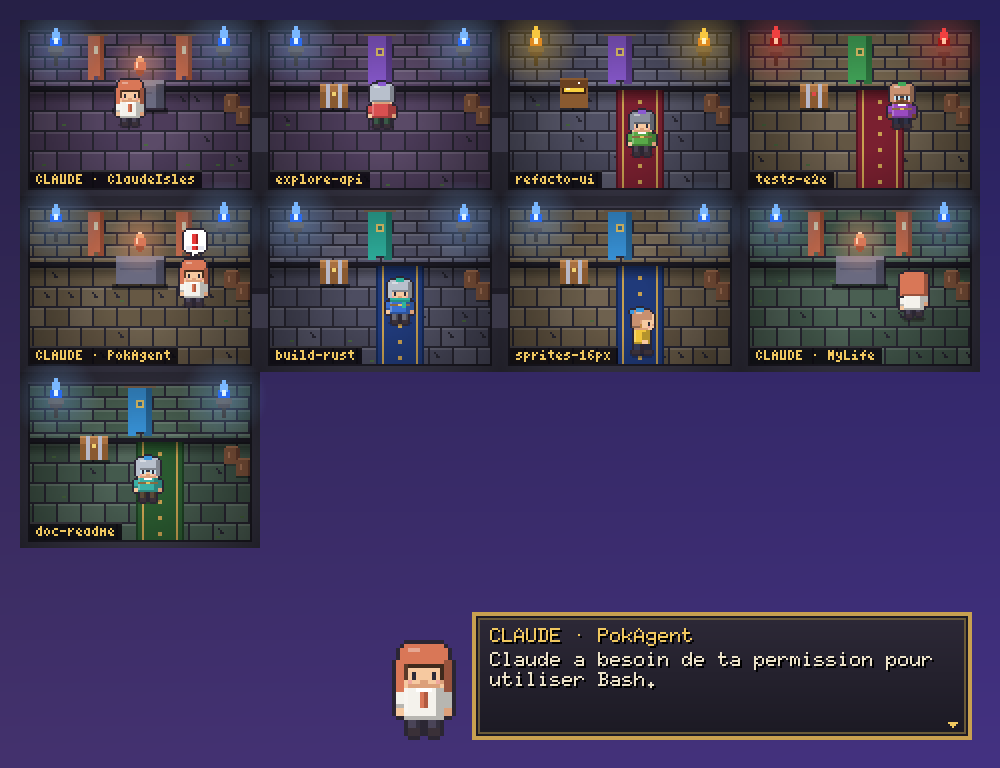 CLAUDE · ClaudeIsles
explore-api
refacto-ui
tests-e2e
!
CLAUDE · PokAgent
build-rust
sprites-16px
CLAUDE · MyLife
doc-readme
CLAUDE · PokAgent
Claude a besoin de ta permission pour
utiliser Bash.